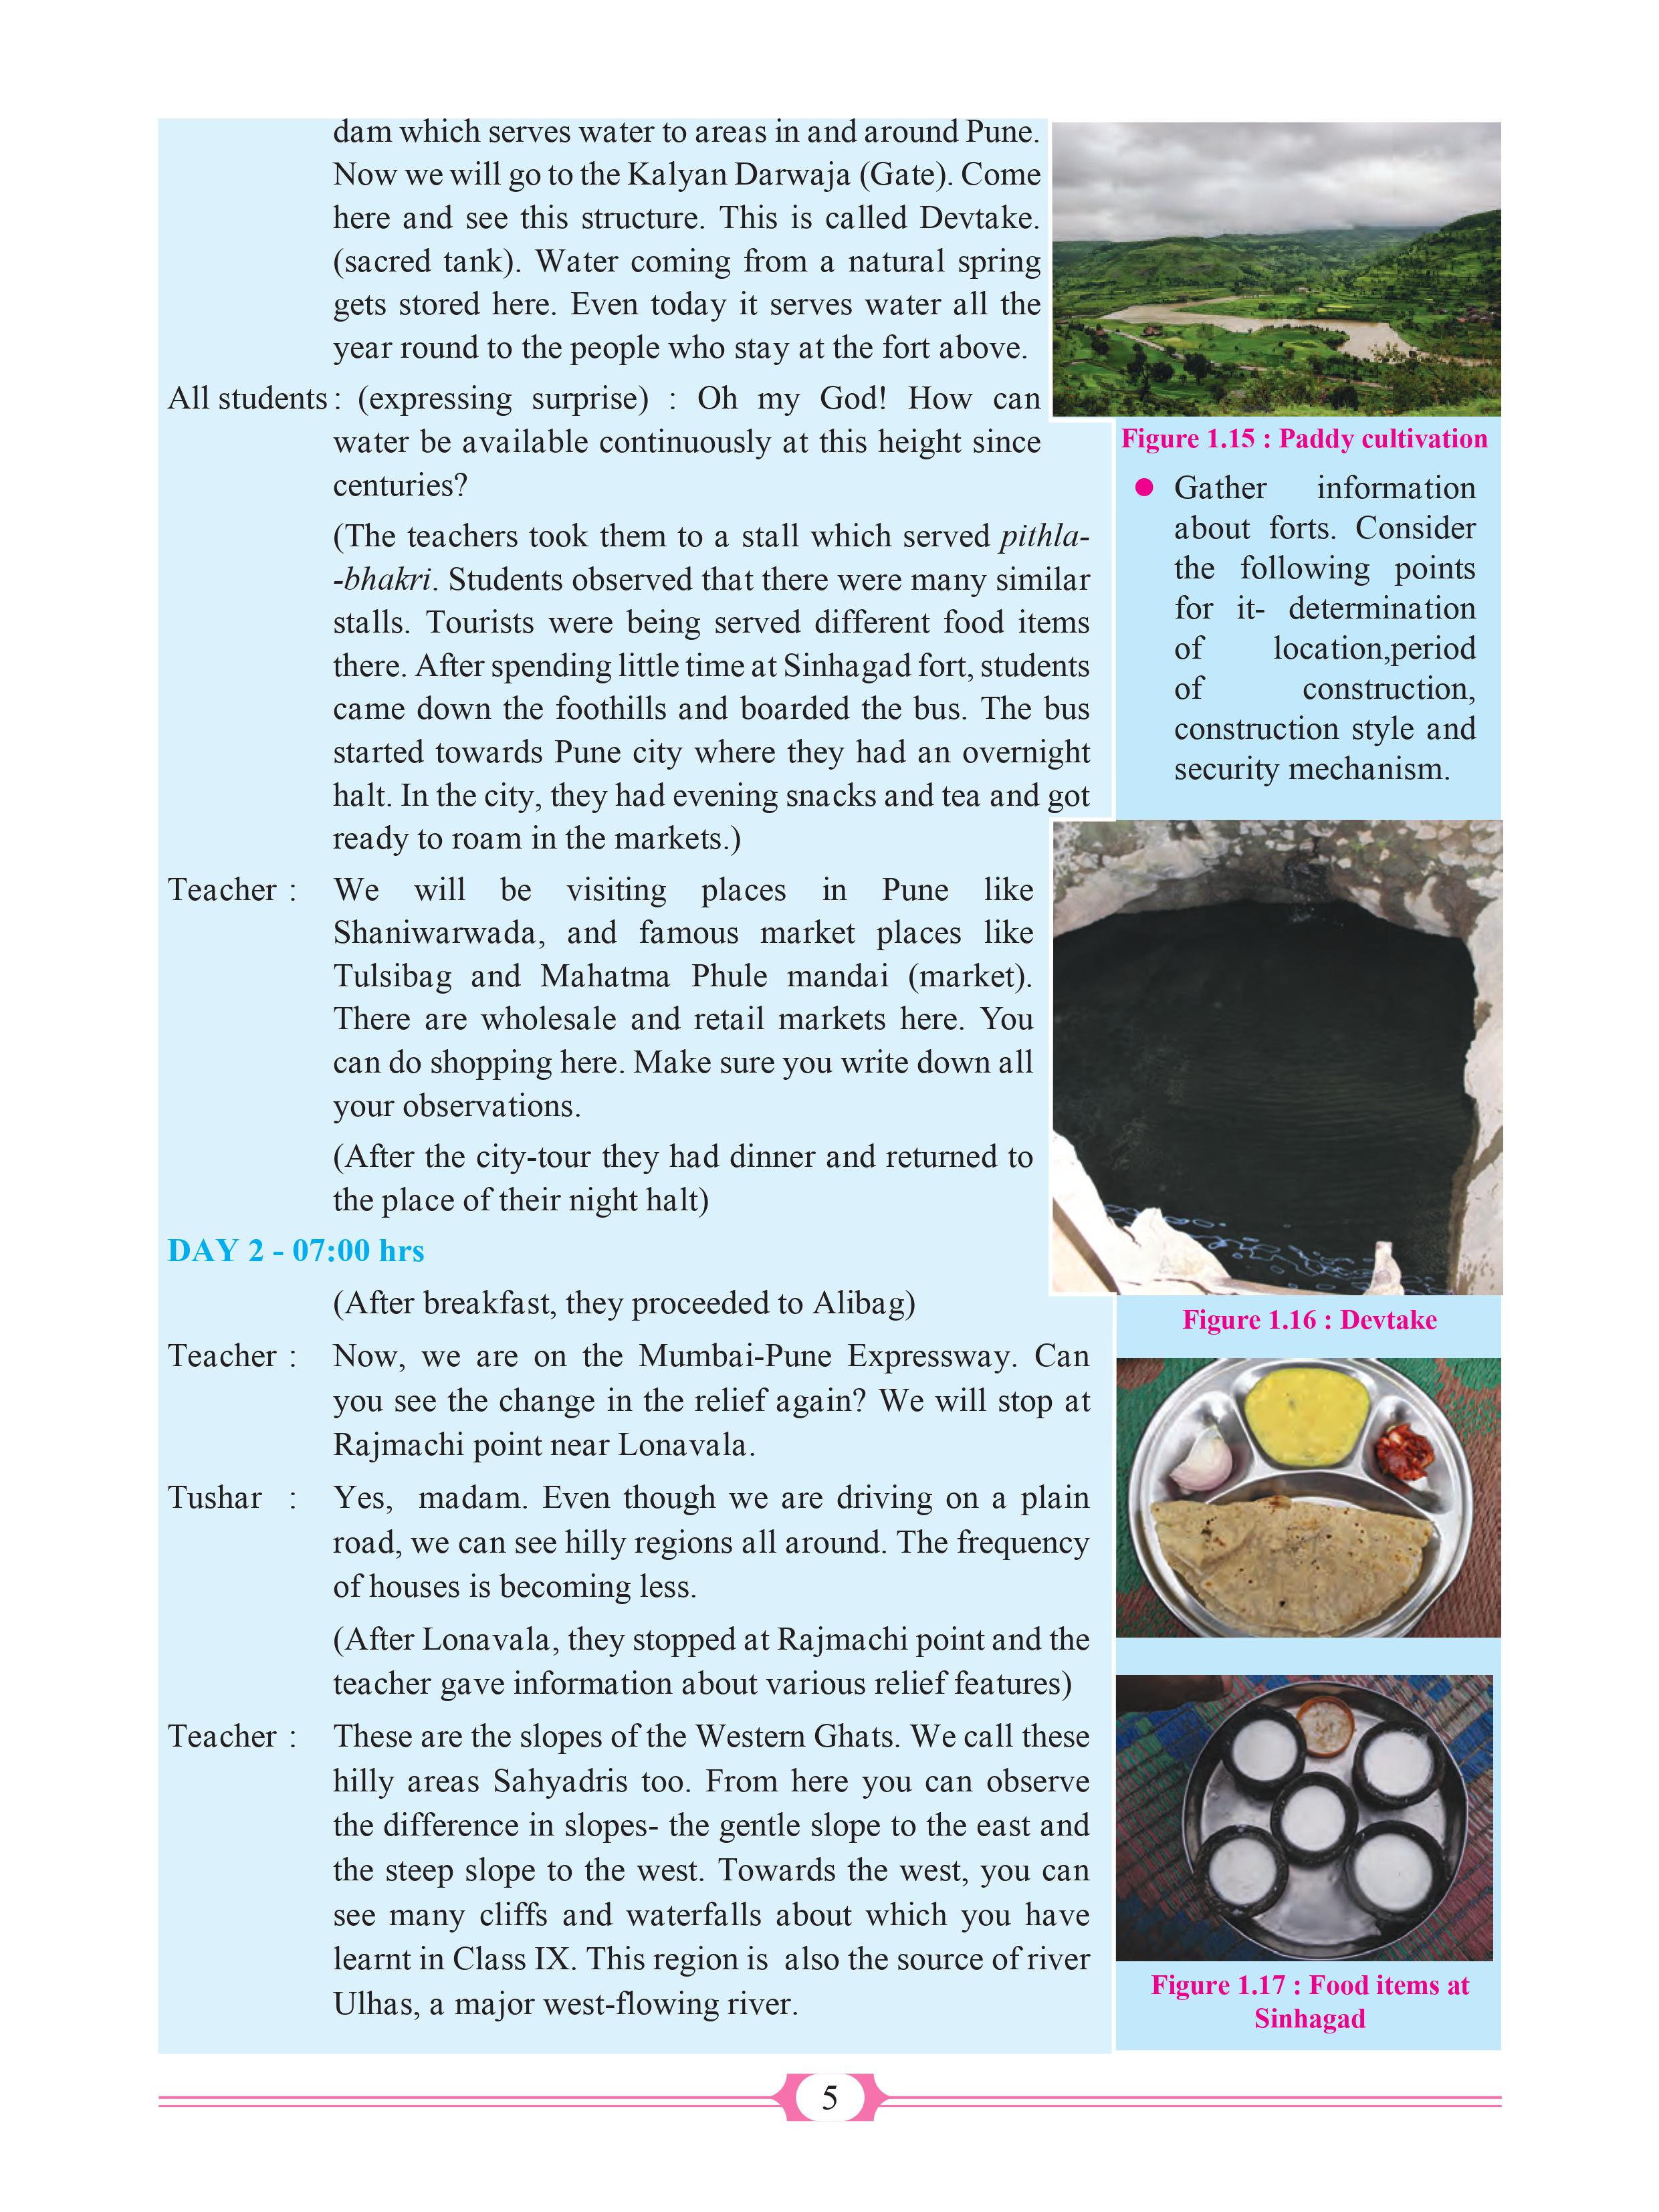 dam which serves water to areas in and around Pune.
Now we will go to the Kalyan Darwaja (Gate). Come
here and see this structure. This is called Devtake.
(sacred tank). Water coming from a natural spring
gets stored here. Even today it serves water all the
year round to the people who stay at the fort above.
All students : (expressing surprise) : Oh my God! How can
water be available continuously at this height since
centuries?
(The teachers took them to a stall which served pithla-
-bhakri. Students observed that there were many similar
stalls. Tourists were being served different food items
there. After spending little time at Sinhagad fort, students
came down the foothills and boarded the bus. The bus
started towards Pune city where they had an overnight
halt. In the city, they had evening snacks and tea and got
ready to roam in the markets.)
Teacher : We will be visiting places in Pune like
Shaniwarwada, and famous market places like
Tulsibag and Mahatma Phule mandai (market).
There are wholesale and retail markets here. You
can do shopping here. Make sure you write down all
your observations.
(After the city-tour they had dinner and returned to
the place of their night halt)
DAY 2 - 07:00 hrs
(After breakfast, they proceeded to Alibag)
Teacher : Now, we are on the Mumbai-Pune Expressway. Can
you see the change in the relief again? We will stop at
Rajmachi point near Lonavala.
Tushar : Yes, madam. Even though we are driving on a plain
road, we can see hilly regions all around. The frequency
of houses is becoming less.
(After Lonavala, they stopped at Rajmachi point and the
teacher gave information about various relief features)
Teacher : These are the slopes of the Western Ghats. We call these
hilly areas Sahyadris too. From here you can observe
the difference in slopes- the gentle slope to the east and
the steep slope to the west. Towards the west, you can
see many cliffs and waterfalls about which you have
learnt in Class IX. This region is also the source of river
Ulhas, a major west-flowing river.
Figure 1.15 : Paddy cultivation
● Gather information
about forts. Consider
the following points
for it- determination
of location,period
of construction,
construction style and
security mechanism.
Figure 1.16 : Devtake
Figure 1.17 : Food items at
Sinhagad
5